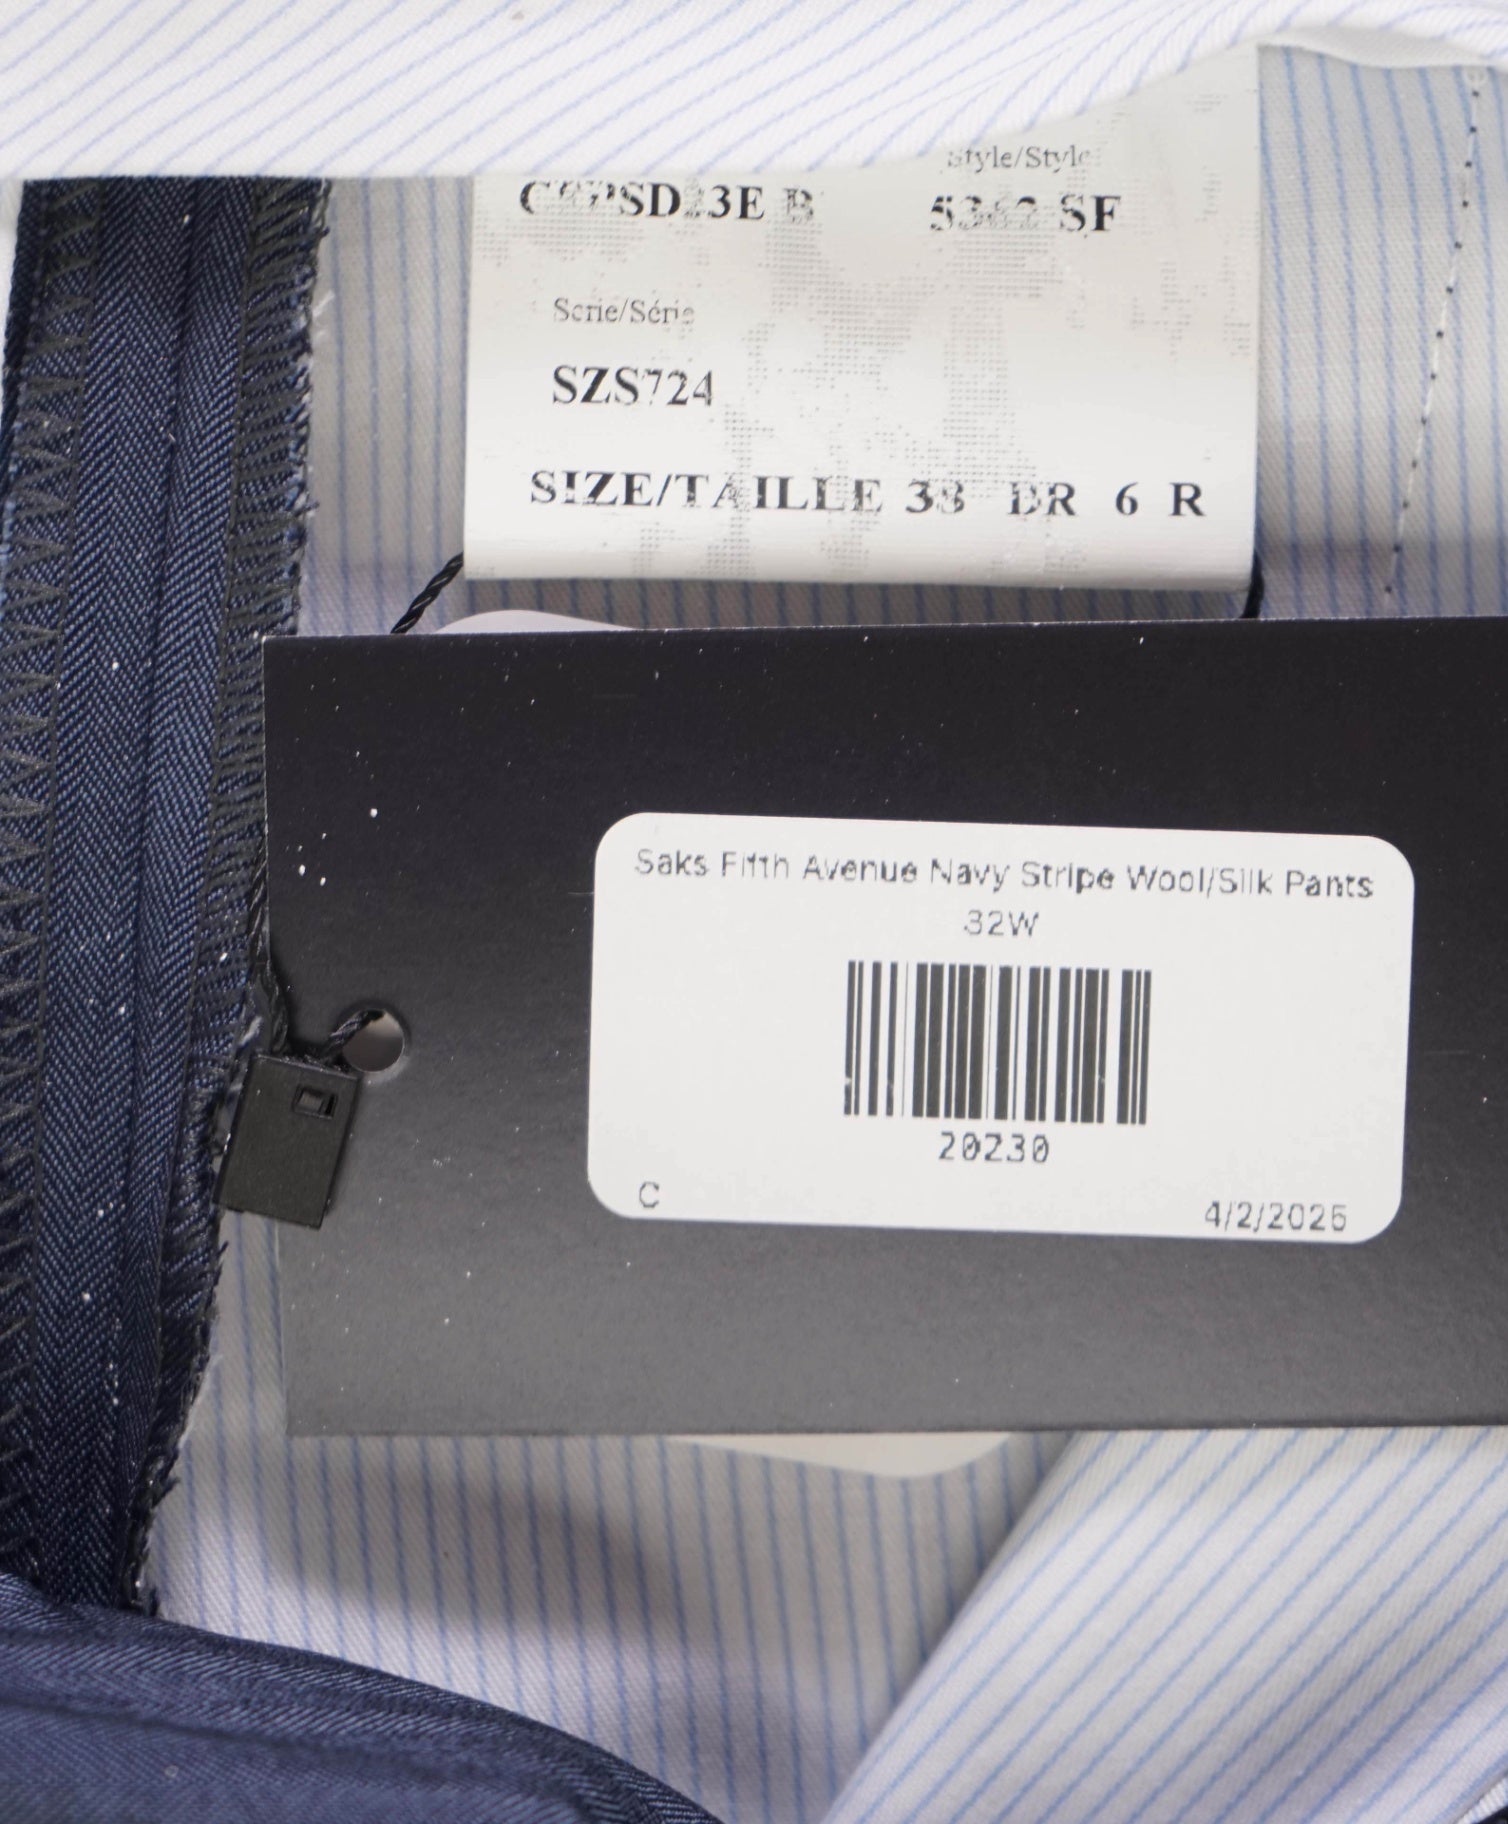 Style/Style
SF
Serie/Série
SZS724
SIZE/TAILLE 38 DR 6 R
Saks Fifth Avenue Navy Stripe Wool/Silk Pants
32W
20230
C
4/2/2025